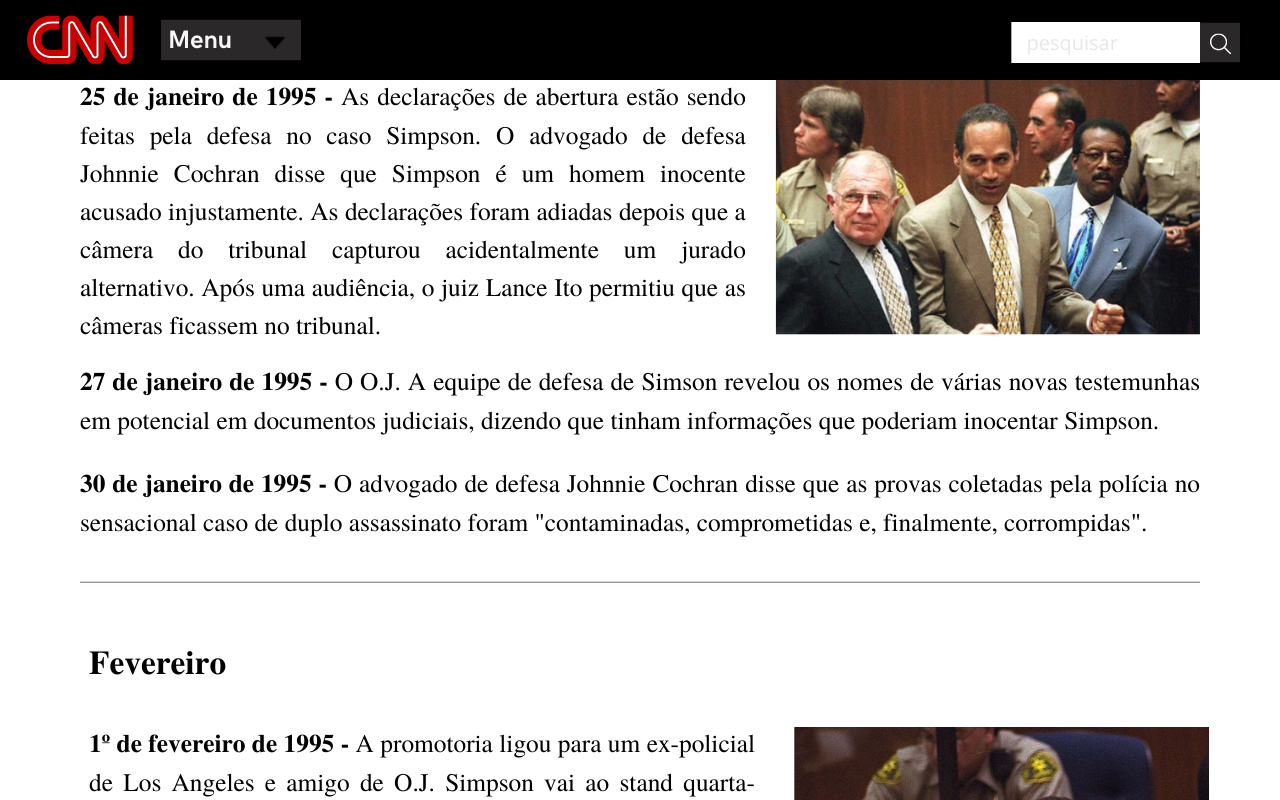 CNN
Menu
pesquisar
25 de janeiro de 1995 - As declarações de abertura estão sendo
feitas pela defesa no caso Simpson. O advogado de defesa
Johnnie Cochran disse que Simpson é um homem inocente
acusado injustamente. As declarações foram adiadas depois que a
câmera do tribunal capturou acidentalmente um jurado
alternativo. Após uma audiência, o juiz Lance Ito permitiu que as
câmeras ficassem no tribunal.
27 de janeiro de 1995 - O O.J. A equipe de defesa de Simson revelou os nomes de várias novas testemunhas
em potencial em documentos judiciais, dizendo que tinham informações que poderiam inocentar Simpson.
30 de janeiro de 1995 - O advogado de defesa Johnnie Cochran disse que as provas coletadas pela polícia no
sensacional caso de duplo assassinato foram "contaminadas, comprometidas e, finalmente, corrompidas".
Fevereiro
1º de fevereiro de 1995 - A promotoria ligou para um ex-policial
de Los Angeles e amigo de O.J. Simpson vai ao stand quarta-